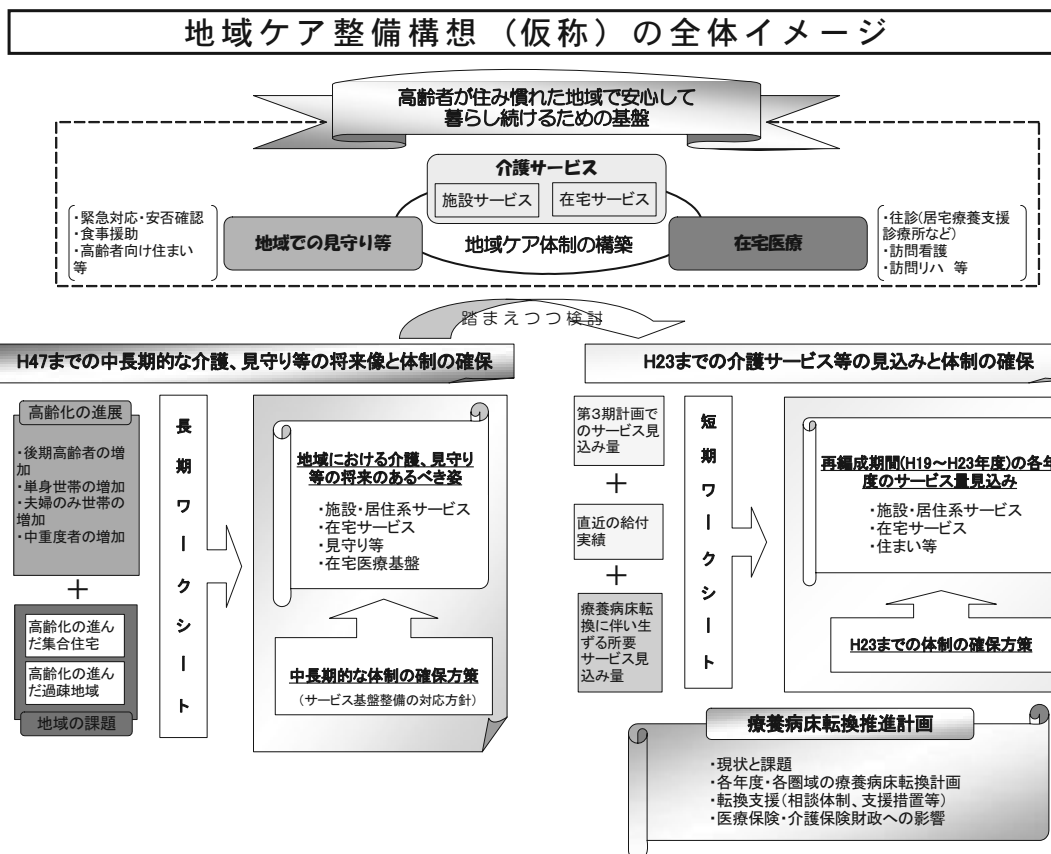 地域ケア整備構想（仮称）の全体イメージ
高齢者が住み慣れた地域で安心して
暮らし続けるための基盤
介護サービス
施設サービス
在宅サービス
・緊急対応・安否確認
・食事援助
・高齢者向け住まい
等
地域での見守り等
地域ケア体制の構築
在宅医療
・往診(居宅療養支援
診療所など)
・訪問看護
・訪問リハ 等
踏まえつつ検討
H47までの中長期的な介護、見守り等の将来像と体制の確保
高齢化の進展
・後期高齢者の増
加
・単身世帯の増加
・夫婦のみ世帯の
増加
・中重度者の増加
＋
高齢化の進ん
だ集合住宅
高齢化の進ん
だ過疎地域
地域の課題
長期ワークシート
地域における介護、見守り
等の将来のあるべき姿
・施設・居住系サービス
・在宅サービス
・見守り等
・在宅医療基盤
中長期的な体制の確保方策
（サービス基盤整備の対応方針）
H23までの介護サービス等の見込みと体制の確保
第３期計画で
のサービス見
込み量
＋
直近の給付
実績
＋
療養病床転
換に伴い生
ずる所要
サービス見
込み量
短期ワークシート
再編成期間(H19～H23年度)の各年
度のサービス量見込み
・施設・居住系サービス
・在宅サービス
・住まい等
H23までの体制の確保方策
療養病床転換推進計画
・現状と課題
・各年度・各圏域の療養病床転換計画
・転換支援（相談体制、支援措置等）
・医療保険・介護保険財政への影響